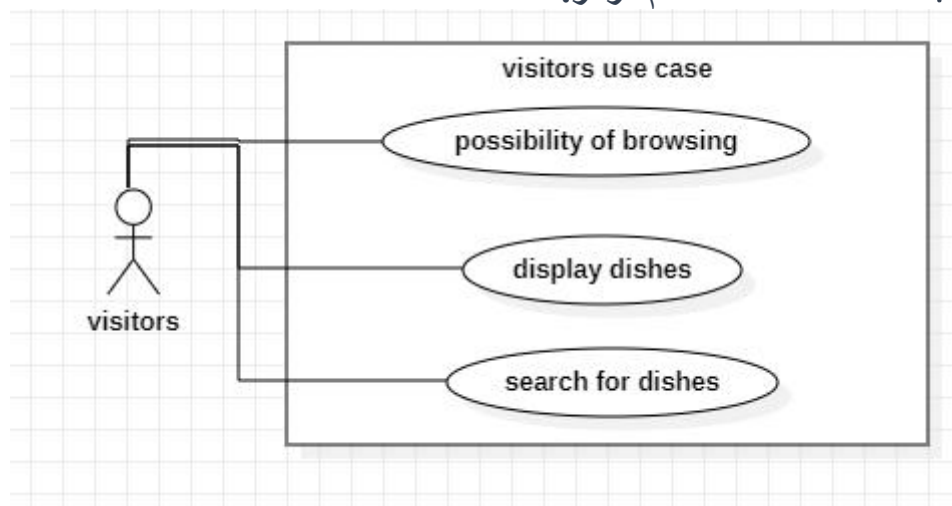 visitors use case
possibility of browsing
display dishes
search for dishes
visitors